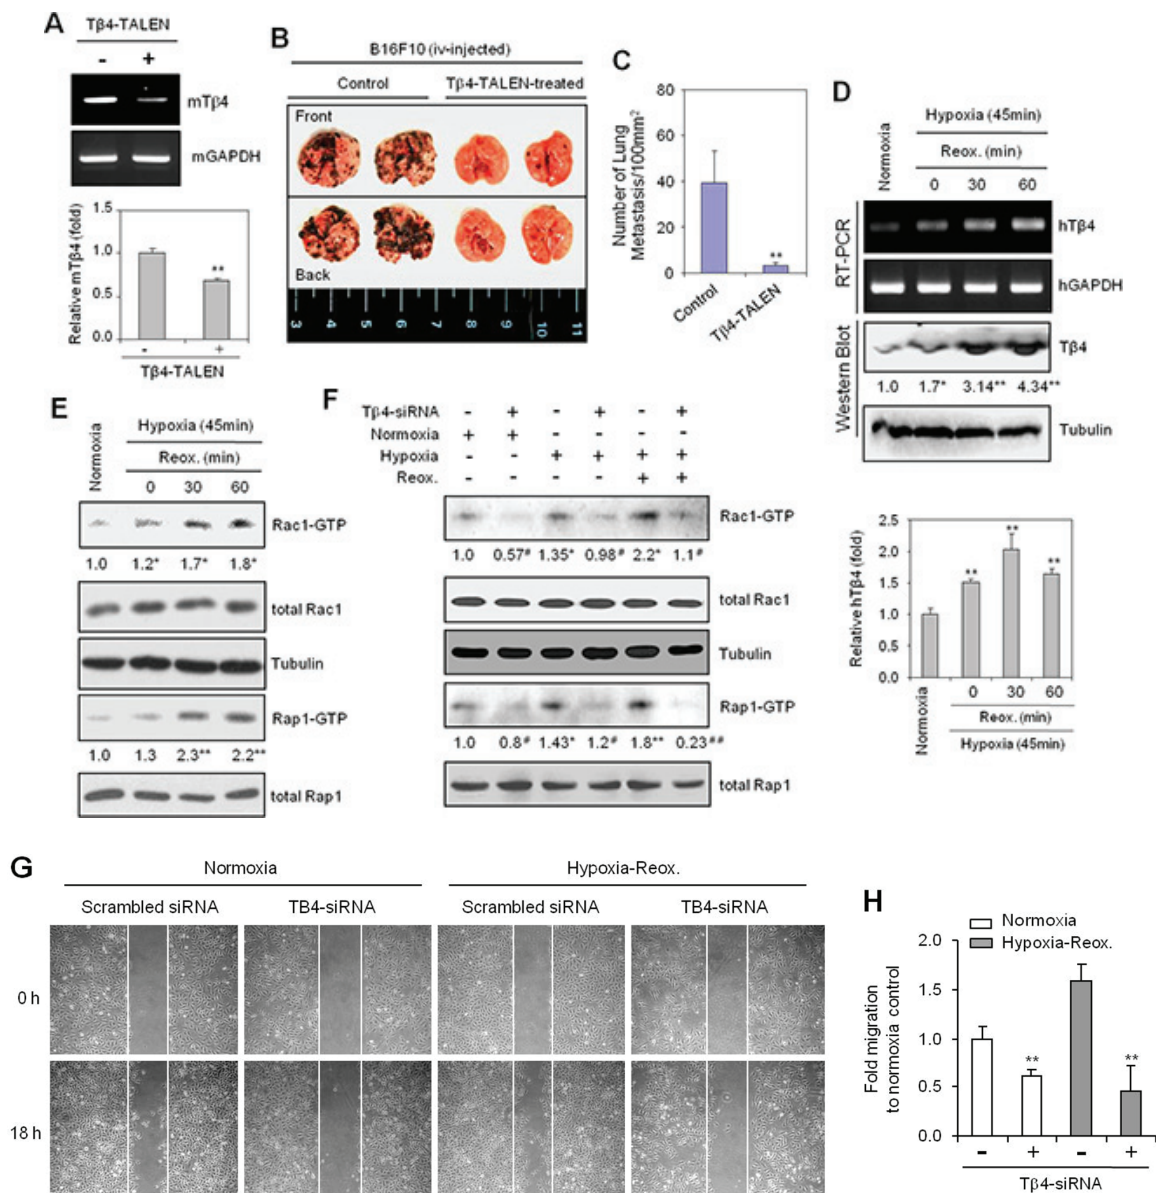 A
Tβ4-TALEN
- +
mTβ4
mGAPDH
Relative mTβ4 (fold)
1.5
1.0
0.5
0.0
**
- +
Tβ4-TALEN
B
B16F10 (iv-injected)
Control Tβ4-TALEN-treated
Front
Back
3 4 5 6 7 8 9 10 11
C
Number of Lung
Metastasis/100mm²
80
60
40
20
0
**
Control
Tβ4-TALEN
D
Hypoxia (45min)
Normoxia
Reox. (min)
0 30 60
RT-PCR
hTβ4
hGAPDH
Western Blot
Tβ4
1.0 1.7* 3.14** 4.34**
Tubulin
Relative hTβ4 (fold)
2.5
2.0
1.5
1.0
0.5
0.0
** ** **
Normoxia
0 30 60
Reox. (min)
Hypoxia (45min)
E
Hypoxia (45min)
Normoxia
Reox. (min)
0 30 60
Rac1-GTP
1.0 1.2* 1.7* 1.8*
total Rac1
Tubulin
Rap1-GTP
1.0 1.3 2.3** 2.2**
total Rap1
F
Tβ4-siRNA - + - + - +
Normoxia + + - - - -
Hypoxia - - + + + +
Reox. - - - - + +
Rac1-GTP
1.0 0.57# 1.35* 0.98# 2.2* 1.1#
total Rac1
Tubulin
Rap1-GTP
1.0 0.8# 1.43* 1.2# 1.8** 0.23##
total Rap1
G
Normoxia Hypoxia-Reox.
Scrambled siRNA TB4-siRNA Scrambled siRNA TB4-siRNA
0 h
18 h
H
Normoxia
Hypoxia-Reox.
Fold migration
to normoxia control
2.0
1.5
1.0
0.5
0.0
** **
- + - +
Tβ4-siRNA